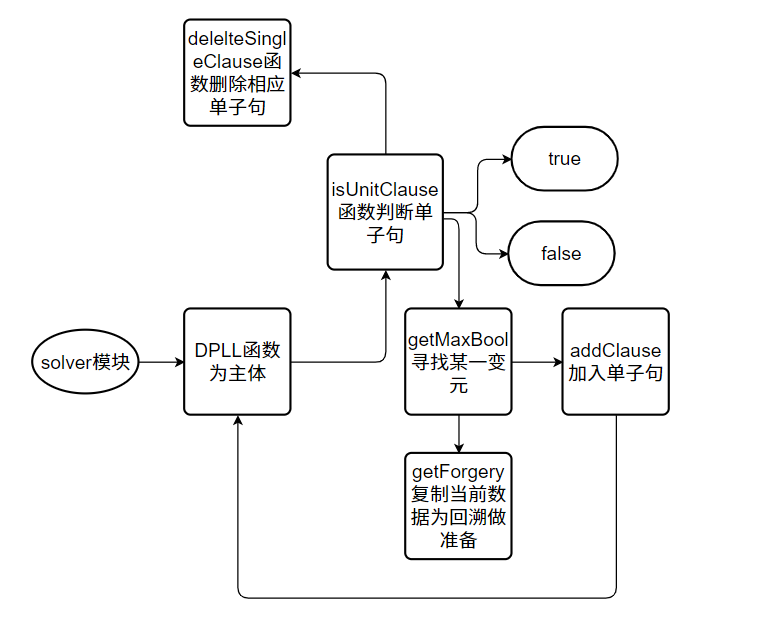 delelteSingl
eClause函
数删除相应
单子句
isUnitClause
函数判断单
子句
true
false
solver模块
DPLL函数
为主体
getMaxBool
寻找某一变
元
addClause
加入单子句
getForgery
复制当前数
据为回溯做
准备